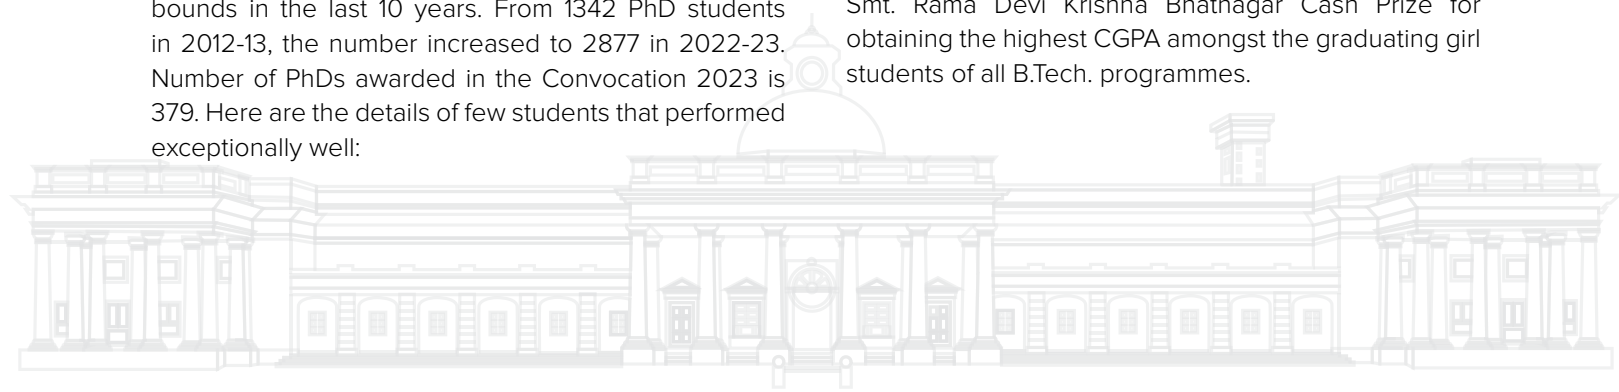 bounds in the last 10 years. From 1342 PhD students
in 2012-13, the number increased to 2877 in 2022-23.
Number of PhDs awarded in the Convocation 2023 is
379. Here are the details of few students that performed
exceptionally well:
Smt. Rama Devi Krishna Bhatnagar Cash Prize for
obtaining the highest CGPA amongst the graduating girl
students of all B.Tech. programmes.